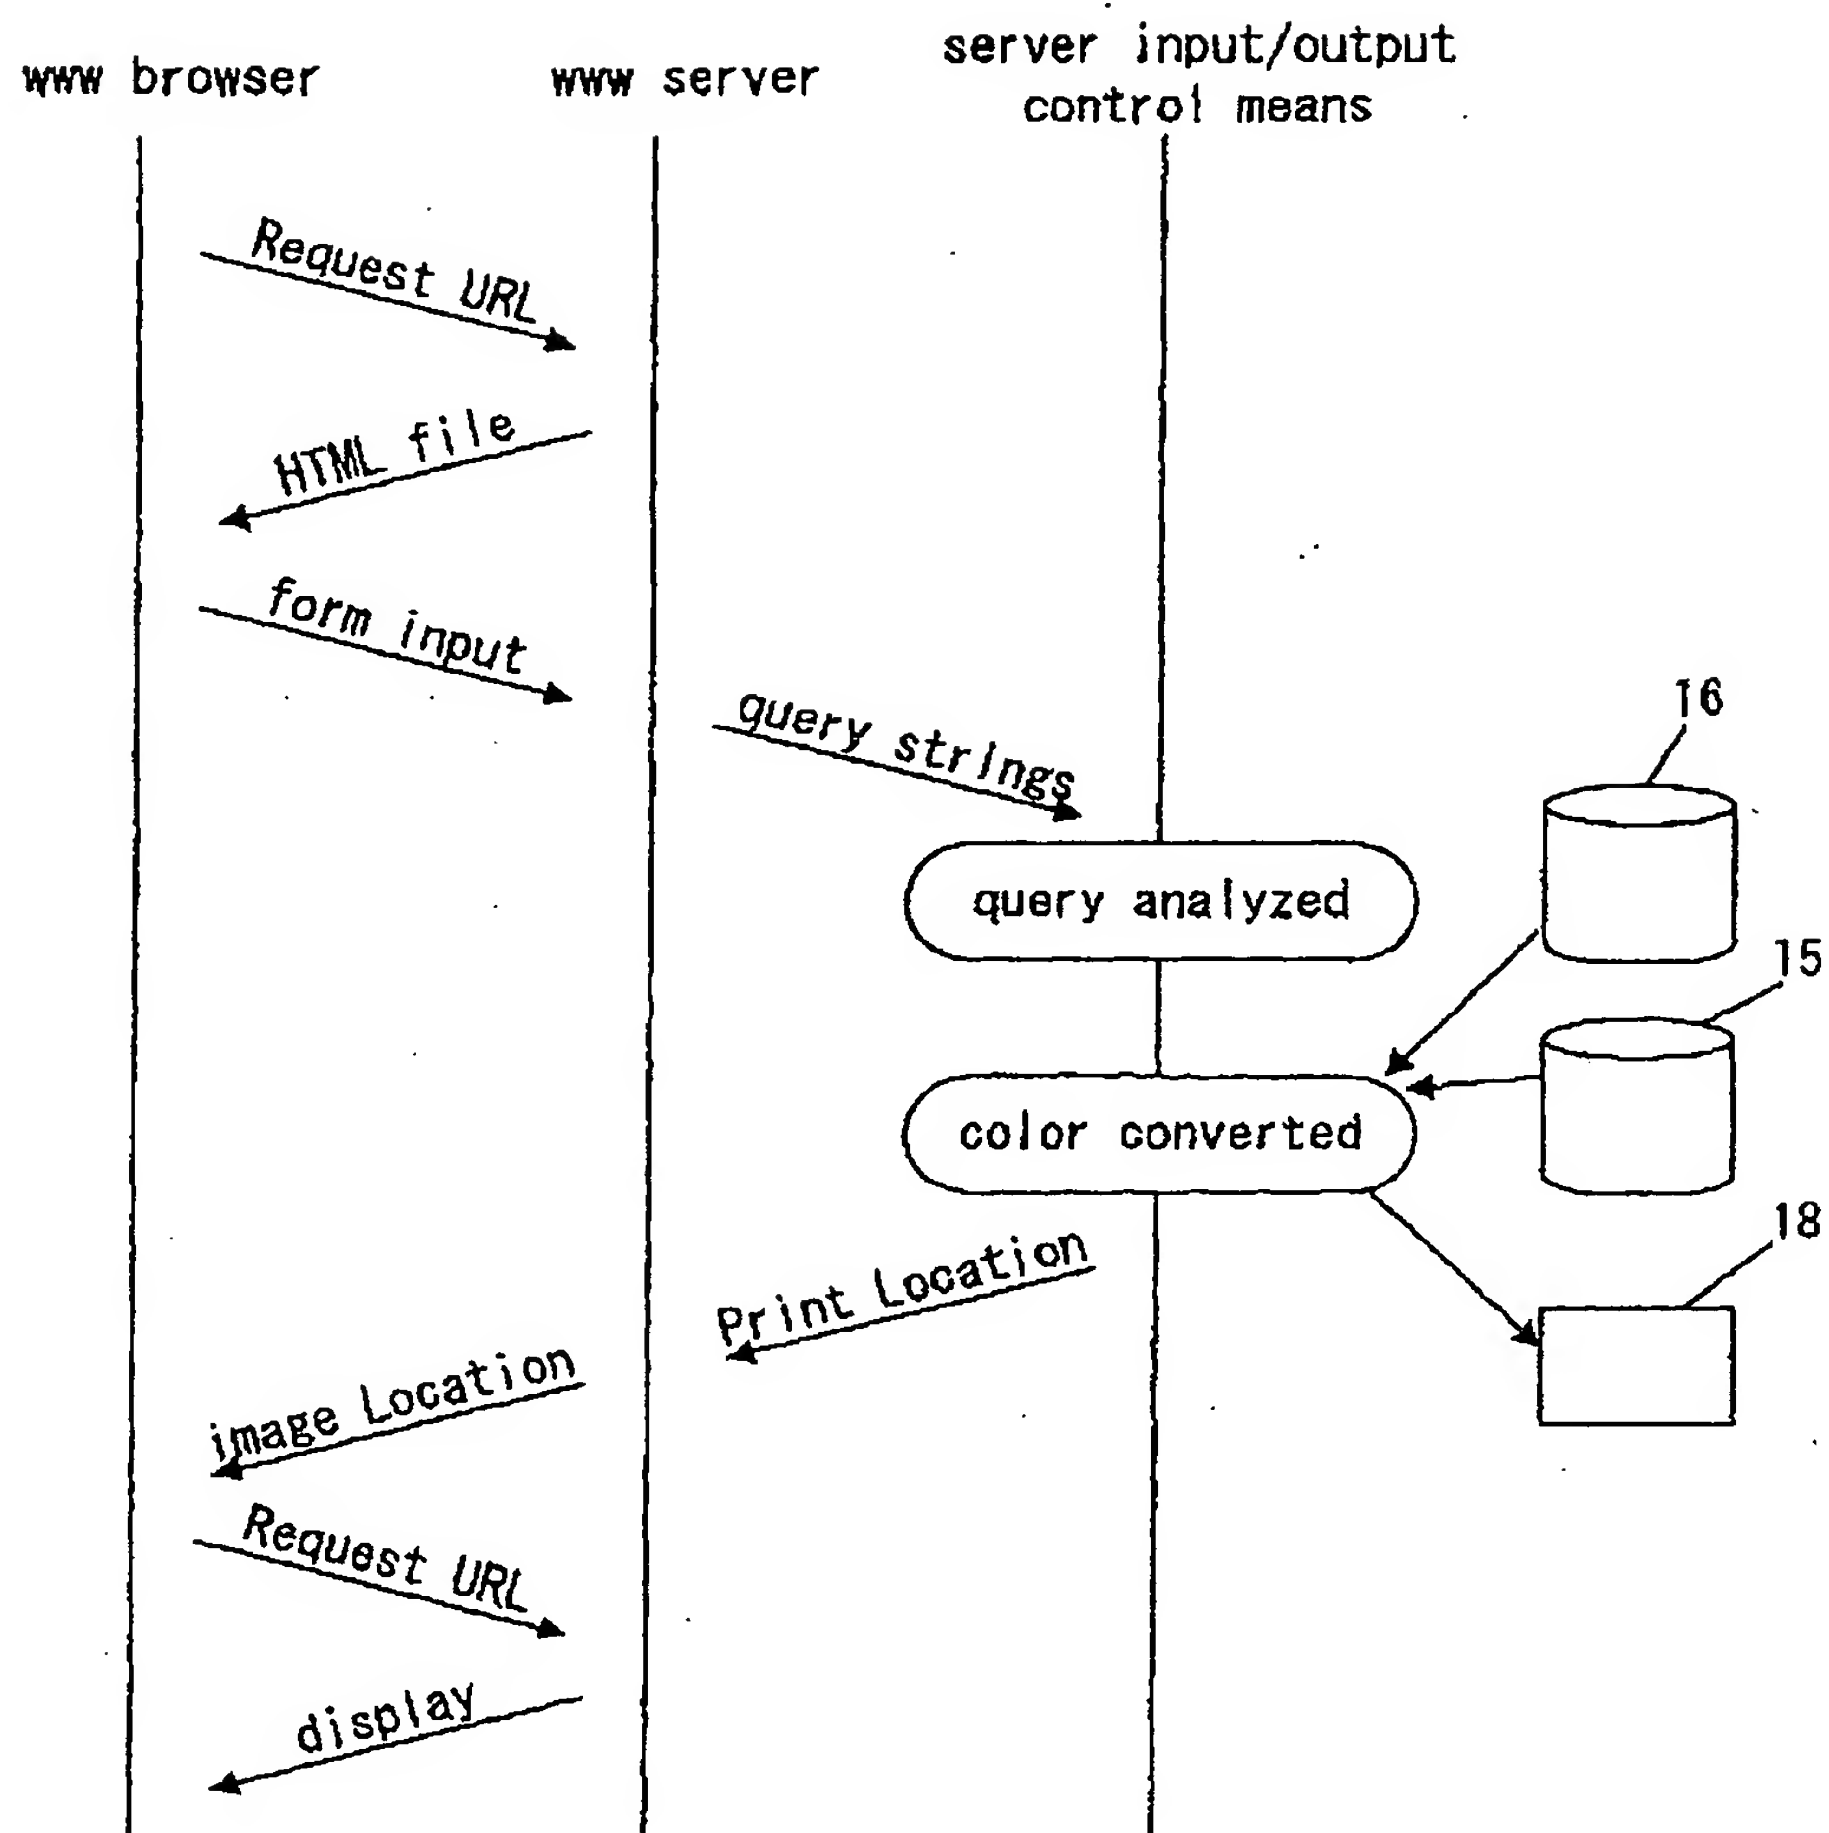 www browser
www server
server input/output
control means
Request URL
HTML file
form input
query strings
16
query analyzed
15
color converted
18
Print Location
image Location
Request URL
display